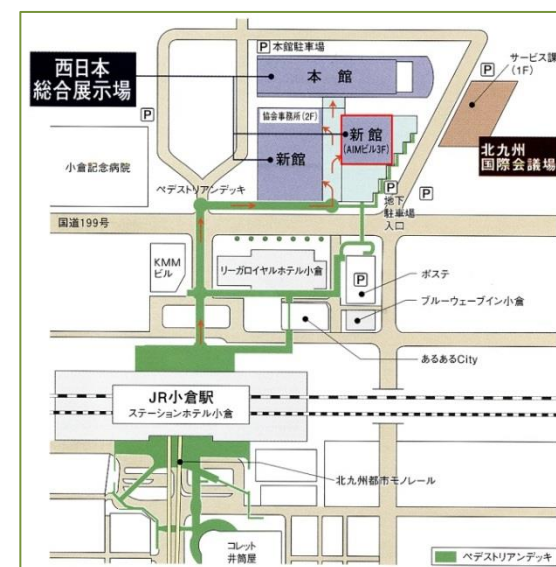 P 本館駐車場
西日本
総合展示場
本館
サービス課
(1F)
P
P
協会事務所(2F)
新館
(AIMビル3F)
新館
北九州
国際会議場
小倉記念病院
ペデストリアンデッキ
P
地下
駐車場
入口
P
国道199号
KMM
ビル
リーガロイヤルホテル小倉
P
ポステ
ブルーウェーブイン小倉
あるあるCity
JR小倉駅
ステーションホテル小倉
北九州都市モノレール
コレット
井筒屋
ペデストリアンデッキ